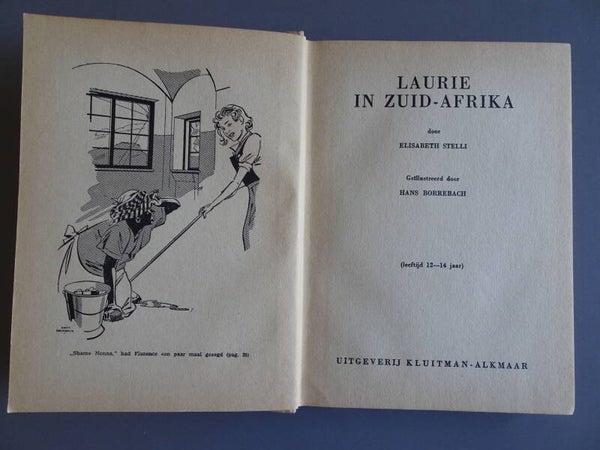 „Shame Nonna," had Florence een paar maal gezegd (pag. 29)
LAURIE
IN ZUID-AFRIKA
door
ELISABETH STELLI
Geïllustreerd door
HANS BORREBACH
(leeftijd 12—14 jaar)
UITGEVERIJ KLUITMAN-ALKMAAR